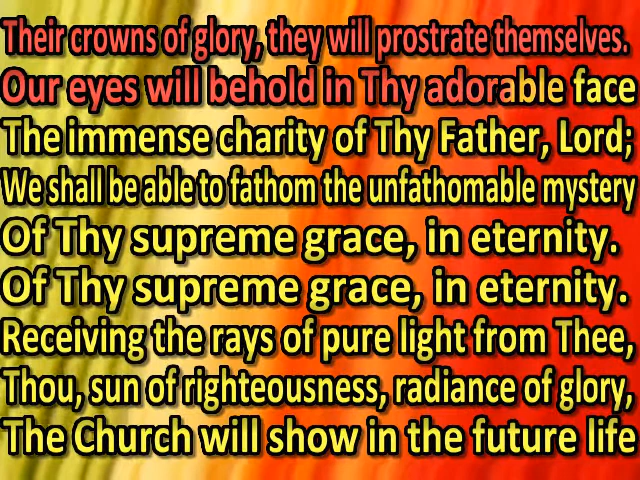 Their crowns of glory, they will prostrate themselves.
Our eyes will behold in Thy adorable face
The immense charity of Thy Father, Lord;
We shall be able to fathom the unfathomable mystery
Of Thy supreme grace, in eternity.
Of Thy supreme grace, in eternity.
Receiving the rays of pure light from Thee,
Thou, sun of righteousness, radiance of glory,
The Church will show in the future life